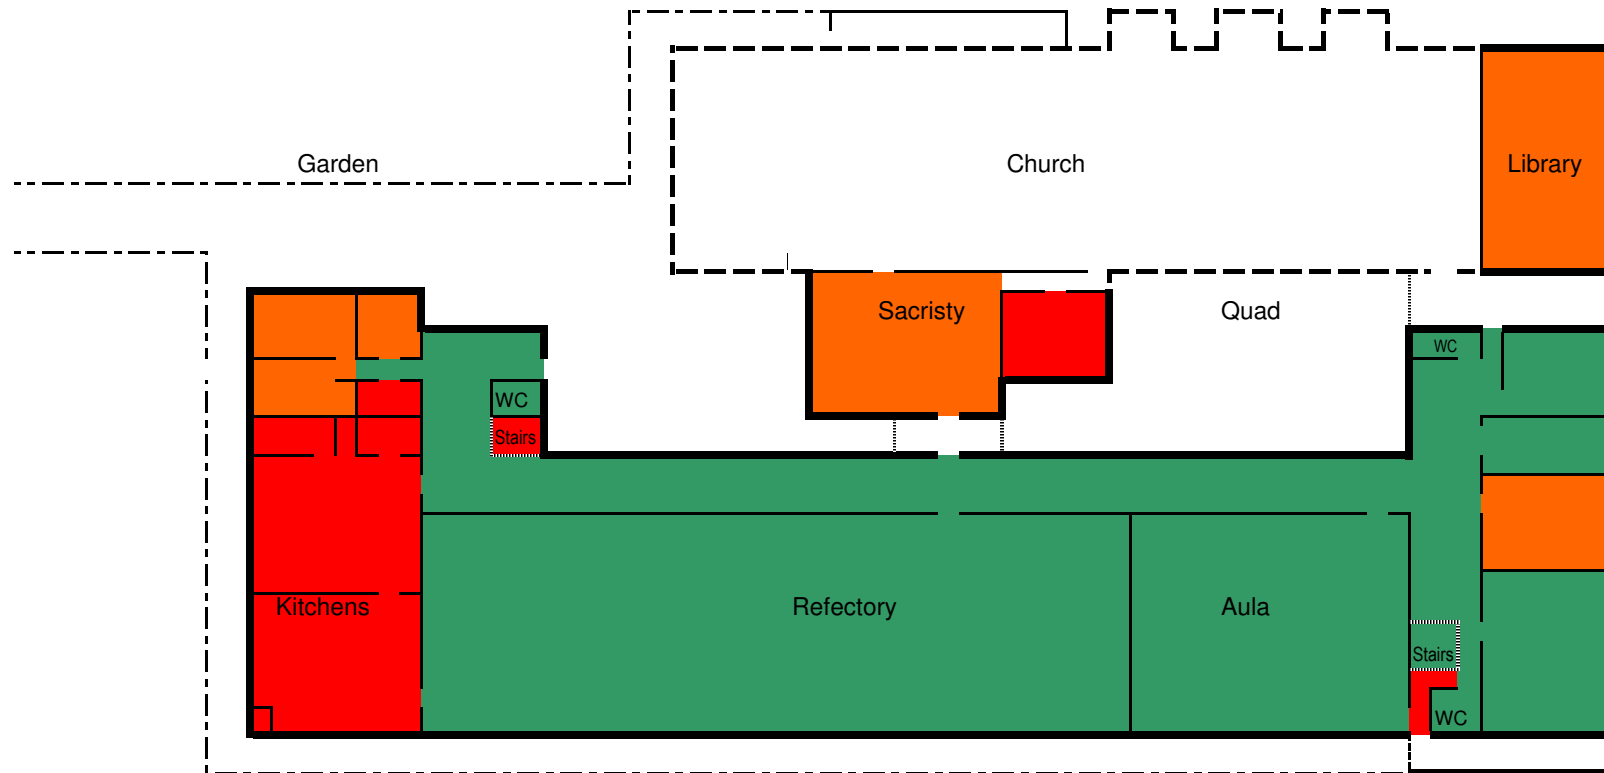 Garden
Church
Library
Sacristy
Quad
WC
WC
Stairs
Kitchens
Refectory
Aula
Stairs
WC